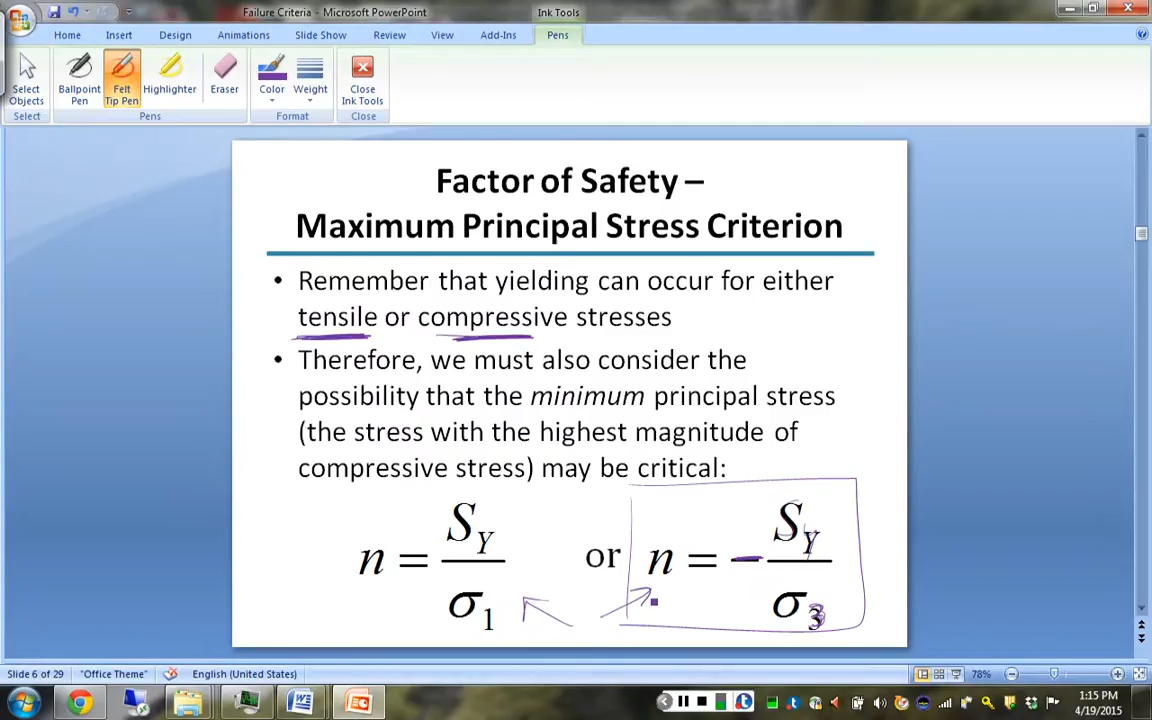 Failure Criteria - Microsoft PowerPoint
Ink Tools
Home Insert Design Animations Slide Show Review View Add-Ins Pens
Select Objects
Ballpoint Pen
Felt Tip Pen
Highlighter
Eraser
Color
Weight
Close Ink Tools
Select Pens Format Close
Factor of Safety –
Maximum Principal Stress Criterion
• Remember that yielding can occur for either
tensile or compressive stresses
• Therefore, we must also consider the
possibility that the minimum principal stress
(the stress with the highest magnitude of
compressive stress) may be critical:
n = S_Y / σ_1 or n = – S_Y / σ_3
Slide 6 of 29 "Office Theme" English (United States) 78%
1:15 PM
4/19/2015